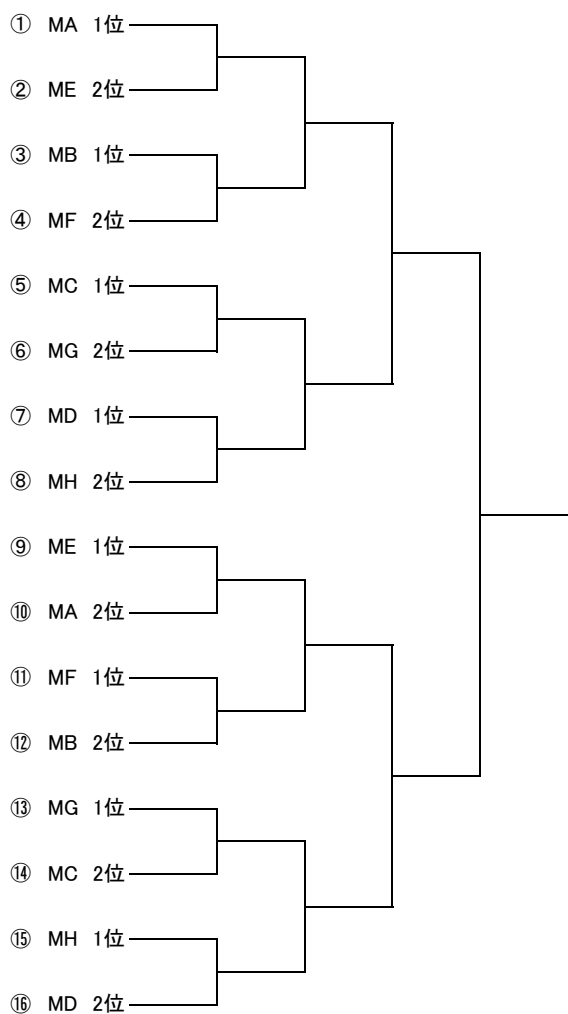 ① MA 1位
② ME 2位
③ MB 1位
④ MF 2位
⑤ MC 1位
⑥ MG 2位
⑦ MD 1位
⑧ MH 2位
⑨ ME 1位
⑩ MA 2位
⑪ MF 1位
⑫ MB 2位
⑬ MG 1位
⑭ MC 2位
⑮ MH 1位
⑯ MD 2位